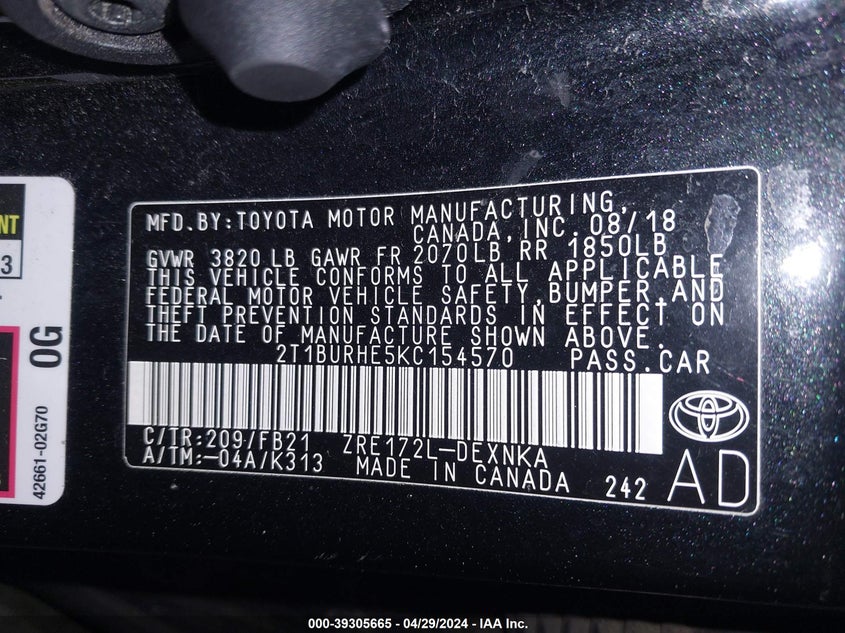 NT
3
0G
42661-02G70
MFD.BY:TOYOTA MOTOR MANUFACTURING,
CANADA,INC. 08/18
GVWR 3820 LB GAWR FR 2070LB RR 1850LB
THIS VEHICLE CONFORMS TO ALL APPLICABLE
FEDERAL MOTOR VEHICLE SAFETY,BUMPER,AND
THEFT PREVENTION STANDARDS IN EFFECT ON
THE DATE OF MANUFACTURE SHOWN ABOVE.
2T1BURHE5KC154570 PASS.CAR
C/TR:209/FB21 ZRE172L-DEXNKA
A/TM:-04A/K313 MADE IN CANADA 242 AD
000-39305665 - 04/29/2024 - IAA Inc.